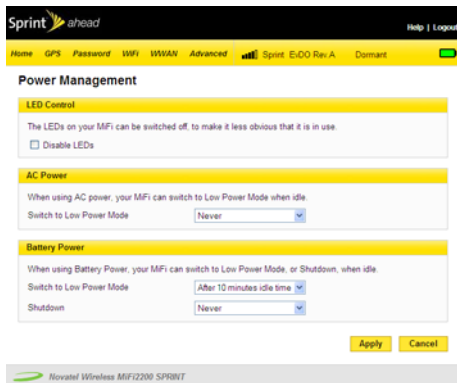 Sprint ahead
Help | Logout
Home GPS Password WiFi WWAN Advanced Sprint EvDO Rev.A Dormant
Power Management
LED Control
The LEDs on your MiFi can be switched off, to make it less obvious that it is in use.
Disable LEDs
AC Power
When using AC power, your MiFi can switch to Low Power Mode when idle.
Switch to Low Power Mode Never
Battery Power
When using Battery Power, your MiFi can switch to Low Power Mode, or Shutdown, when idle.
Switch to Low Power Mode After 10 minutes idle time
Shutdown Never
Apply Cancel
Novatel Wireless MiFi2200 SPRINT